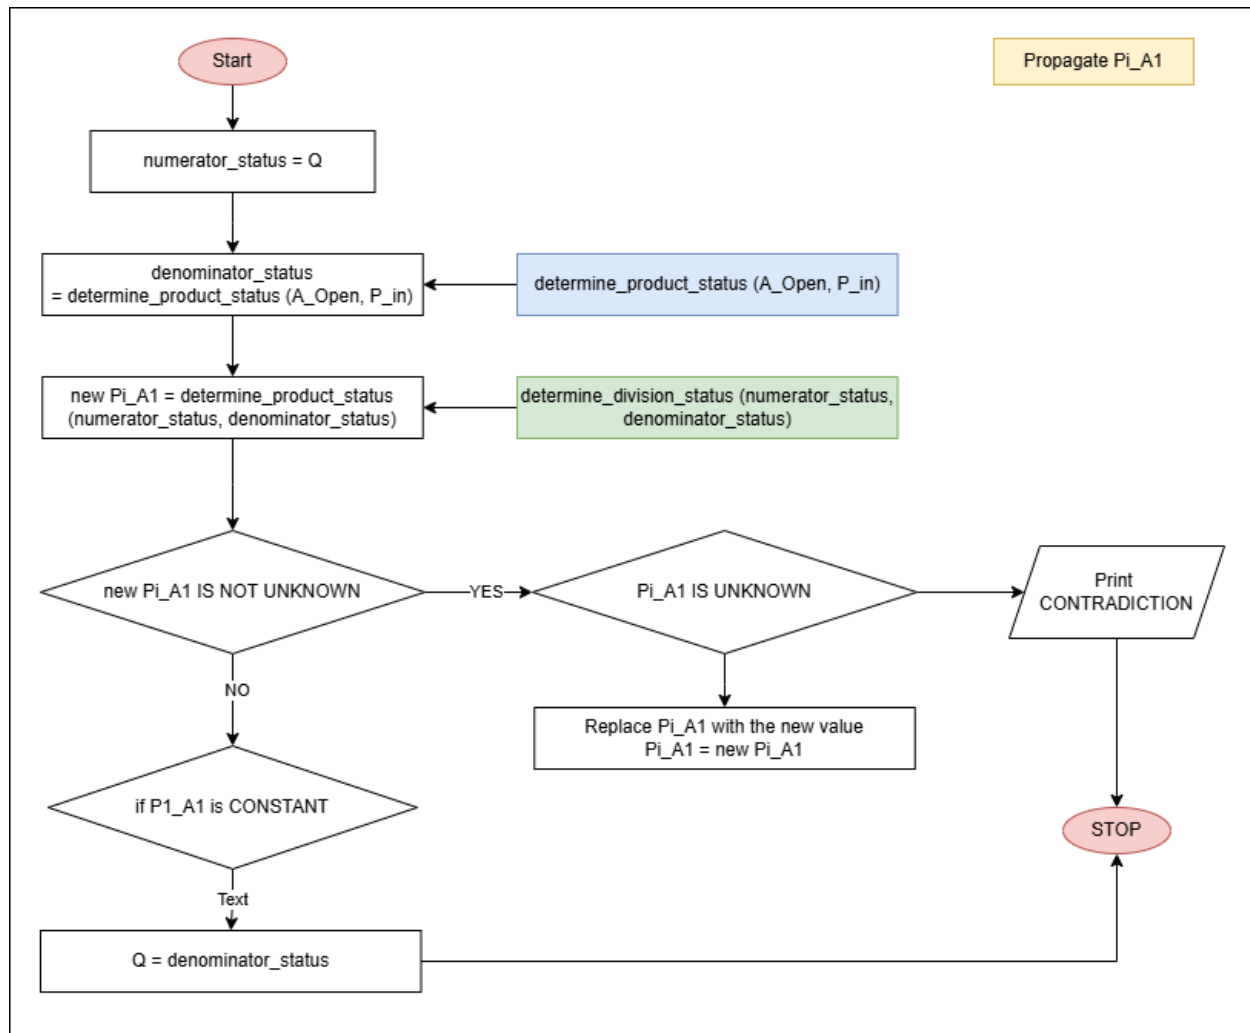 Start
Propagate Pi_A1
numerator_status = Q
denominator_status
= determine_product_status (A_Open, P_in)
determine_product_status (A_Open, P_in)
new Pi_A1 = determine_product_status
(numerator_status, denominator_status)
determine_division_status (numerator_status,
denominator_status)
new Pi_A1 IS NOT UNKNOWN
YES
Pi_A1 IS UNKNOWN
Print
CONTRADICTION
NO
Replace Pi_A1 with the new value
Pi_A1 = new Pi_A1
if P1_A1 is CONSTANT
STOP
Text
Q = denominator_status